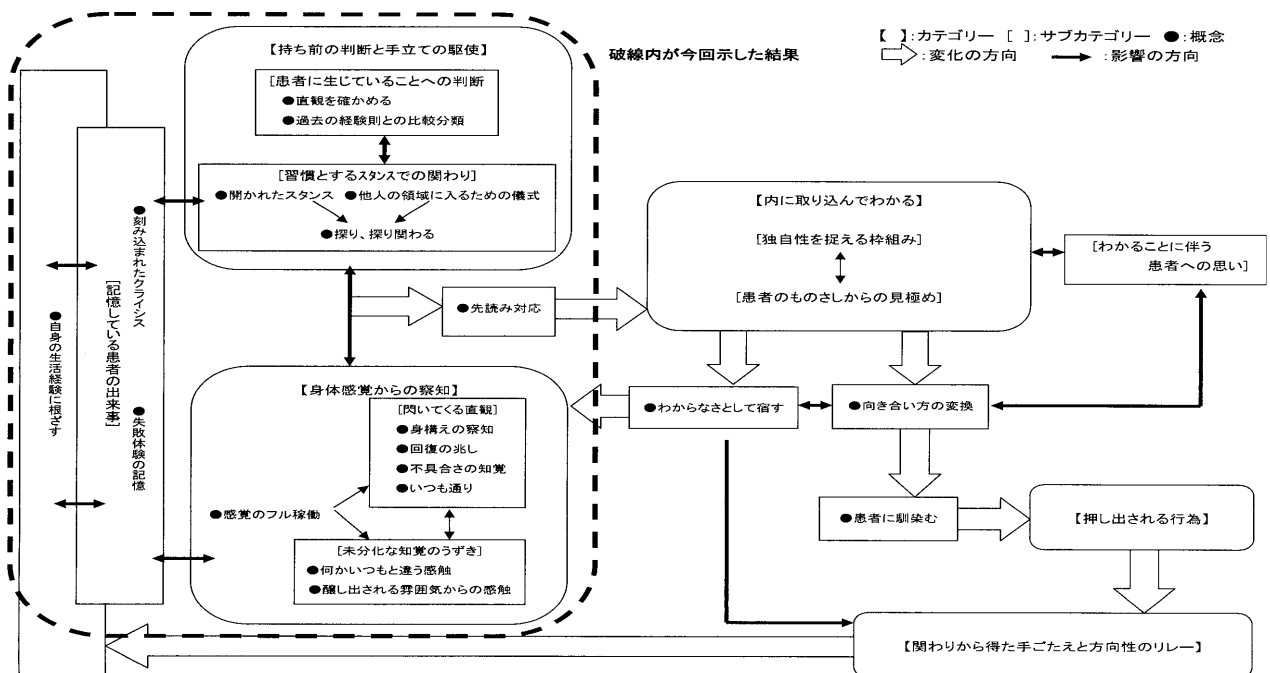 【 】:カテゴリー [ ]:サブカテゴリー ●:概念
:変化の方向 :影響の方向
破線内が今回示した結果
【持ち前の判断と手立ての駆使】
[患者に生じていることへの判断]
●直観を確かめる
●過去の経験則との比較分類
[習慣とするスタンスでの関わり]
●開かれたスタンス ●他人の領域に入るための儀式
●探り、探り関わる
●刻み込まれたクライシス
[記憶している患者の出来事]
●失敗体験の記憶
●自身の生活経験に根ざす
●先読み対応
【身体感覚からの察知】
[閃いてくる直観]
●身構えの察知
●回復の兆し
●不具合さの知覚
●いつも通り
●感覚のフル稼働
[未分化な知覚のうずき]
●何かいつもと違う感触
●醸し出される雰囲気からの感触
【内に取り込んでわかる】
[独自性を捉える枠組み]
[患者のものさしからの見極め]
[わかることに伴う
患者への思い]
●わからなさとして宿す
●向き合い方の変換
●患者に馴染む
【押し出される行為】
【関わりから得た手ごたえと方向性のリレー】